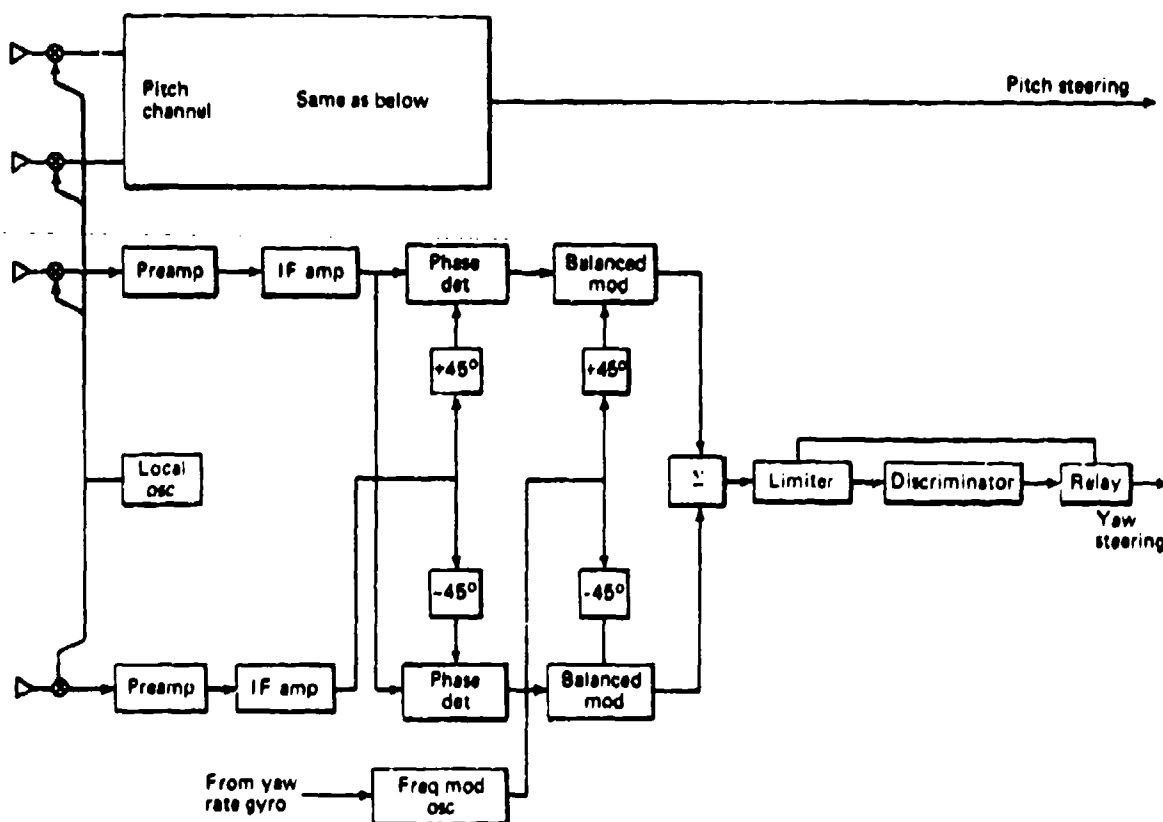 Pitch steering
Pitch
channel
Same as below
Preamp
IF amp
Phase
det
Balanced
mod
+45°
+45°
Local
osc
Σ
Limiter
Discriminator
Relay
Yaw
steering
-45°
-45°
Preamp
IF amp
Phase
det
Balanced
mod
From yaw
rate gyro
Freq mod
osc